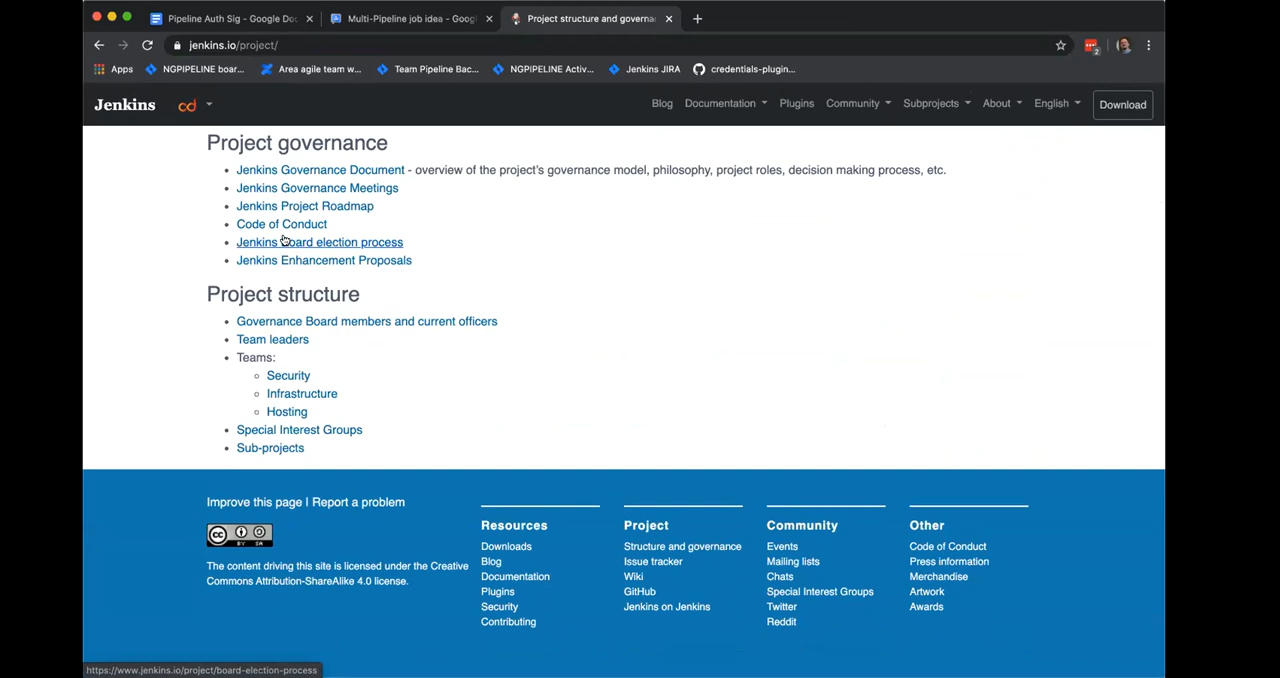 Pipeline Auth Sig - Google Doc
Multi-Pipeline job idea - Goog
Project structure and governa
jenkins.io/project/
2
Apps
NGPIPELINE boar...
Area agile team w...
Team Pipeline Bac...
NGPIPELINE Activ...
Jenkins JIRA
credentials-plugin...
Jenkins
cd
Blog
Documentation
Plugins
Community
Subprojects
About
English
Download
Project governance
Jenkins Governance Document - overview of the project's governance model, philosophy, project roles, decision making process, etc.
Jenkins Governance Meetings
Jenkins Project Roadmap
Code of Conduct
Jenkins Board election process
Jenkins Enhancement Proposals
Project structure
Governance Board members and current officers
Team leaders
Teams:
Security
Infrastructure
Hosting
Special Interest Groups
Sub-projects
Improve this page | Report a problem
cc
BY SA
The content driving this site is licensed under the Creative
Commons Attribution-ShareAlike 4.0 license.
Resources
Downloads
Blog
Documentation
Plugins
Security
Contributing
Project
Structure and governance
Issue tracker
Wiki
GitHub
Jenkins on Jenkins
Community
Events
Mailing lists
Chats
Special Interest Groups
Twitter
Reddit
Other
Code of Conduct
Press information
Merchandise
Artwork
Awards
https://www.jenkins.io/project/board-election-process